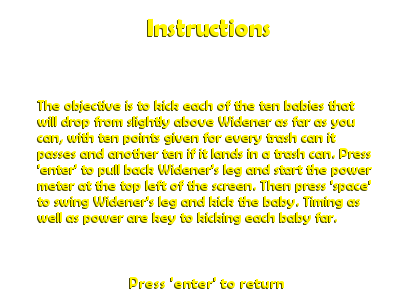 Instructions
The objective is to kick each of the ten babies that
will drop from slightly above Widener as far as you
can, with ten points given for every trash can it
passes and another ten if it lands in a trash can. Press
'enter' to pull back Widener's leg and start the power
meter at the top left of the screen. Then press 'space'
to swing Widener's leg and kick the baby. Timing as
well as power are key to kicking each baby far.
Press 'enter' to return